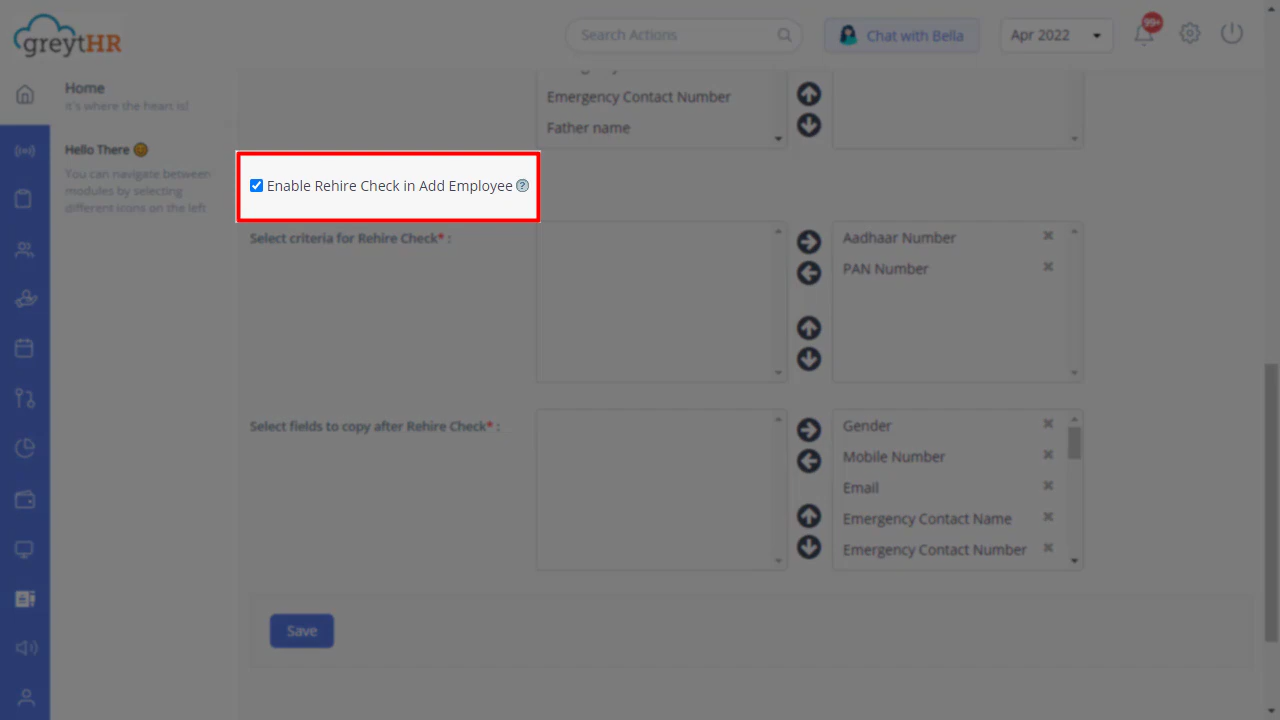 greytHR
Search Actions
Chat with Bella
Apr 2022
99+
Home
It's where the heart is!
Hello There
You can navigate between
modules by selecting
different icons on the left
Emergency Contact Number
Father name
Enable Rehire Check in Add Employee ?
Select criteria for Rehire Check* :
Aadhaar Number
PAN Number
Select fields to copy after Rehire Check* :
Gender
Mobile Number
Email
Emergency Contact Name
Emergency Contact Number
Save